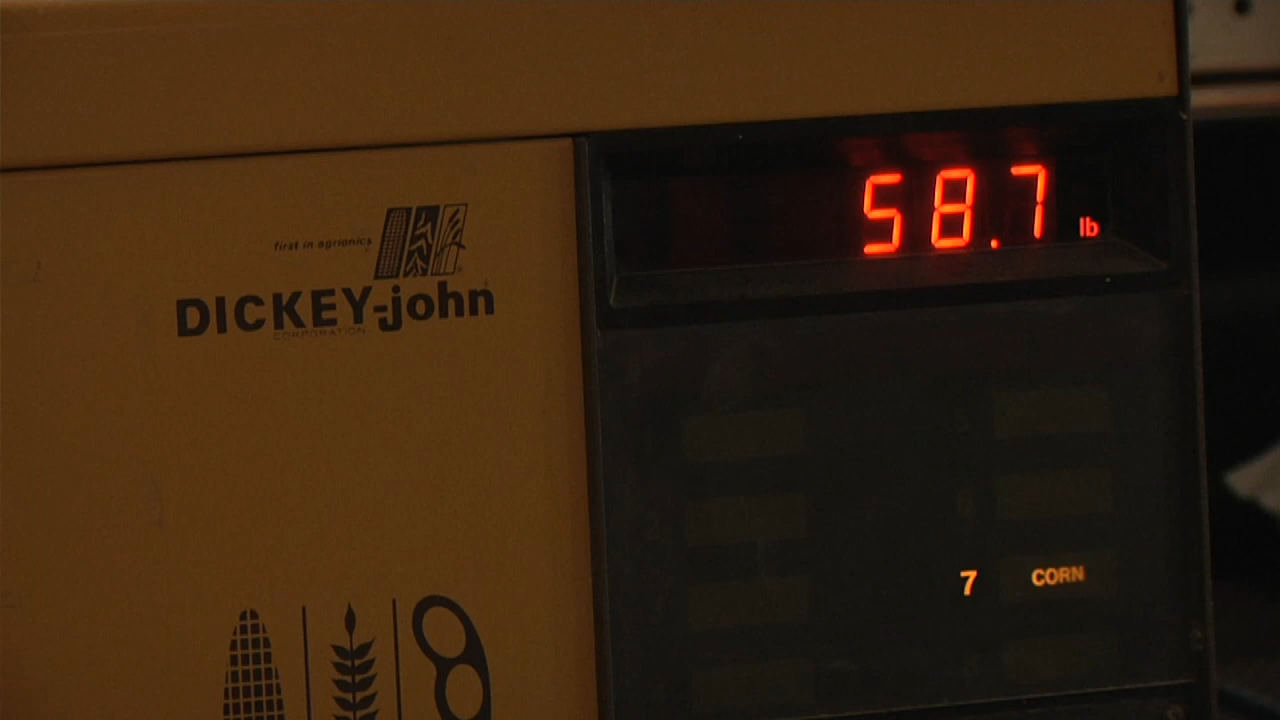 58.7 lb
first in agrionics
DICKEY-john
CORPORATION
7 CORN